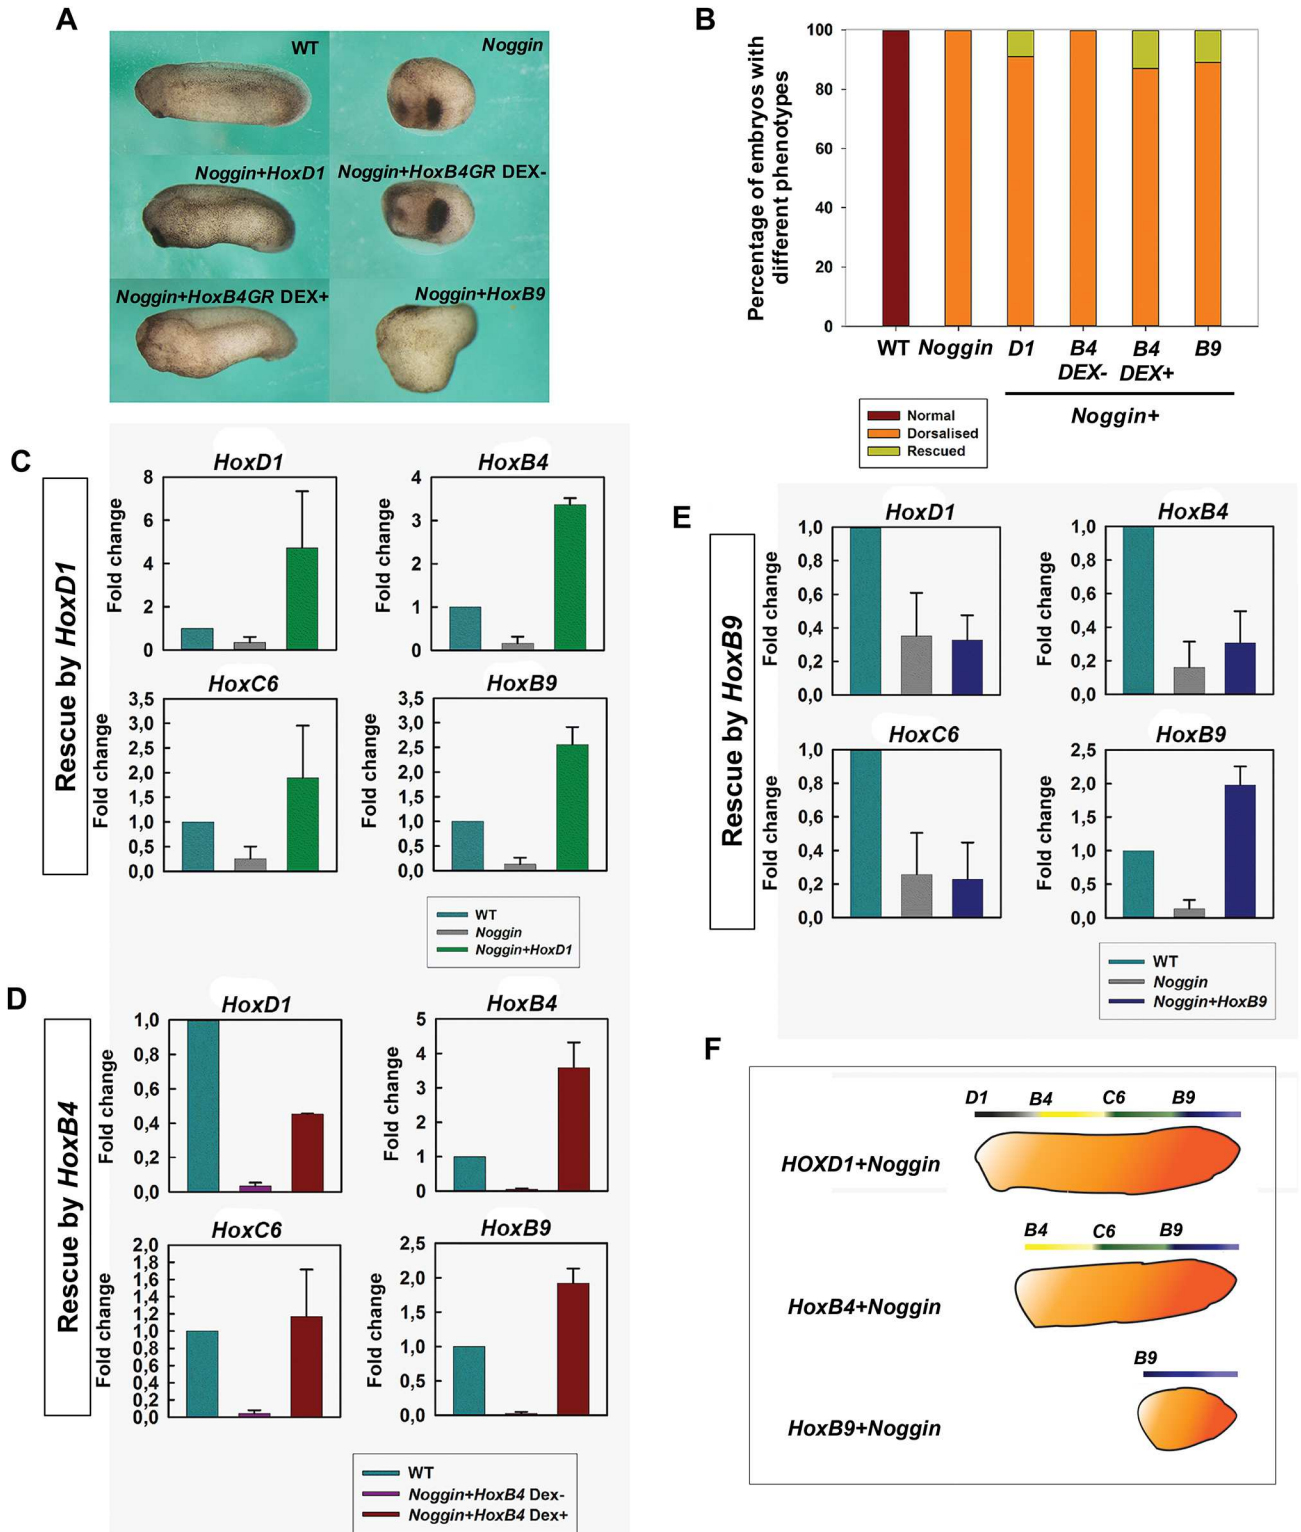 A
WT
Noggin
Noggin+HoxD1
Noggin+HoxB4GR DEX-
Noggin+HoxB4GR DEX+
Noggin+HoxB9
B
Percentage of embryos with
different phenotypes
100
80
60
40
20
0
WT Noggin D1 B4 B4 B9
DEX- DEX+
Noggin+
Normal
Dorsalised
Rescued
C
Rescue by HoxD1
HoxD1
Fold change
8
6
4
2
0
HoxB4
Fold change
4
3
2
1
0
HoxC6
Fold change
3,5
3,0
2,5
2,0
1,5
1,0
0,5
0,0
HoxB9
Fold change
3,5
3,0
2,5
2,0
1,5
1,0
0,5
0,0
WT
Noggin
Noggin+HoxD1
D
Rescue by HoxB4
HoxD1
Fold change
1,0
0,8
0,6
0,4
0,2
0,0
HoxB4
Fold change
5
4
3
2
1
0
HoxC6
Fold change
2,0
1,8
1,6
1,4
1,2
1,0
0,8
0,6
0,4
0,2
0,0
HoxB9
Fold change
2,5
2,0
1,5
1,0
0,5
0,0
WT
Noggin+HoxB4 Dex-
Noggin+HoxB4 Dex+
E
Rescue by HoxB9
HoxD1
Fold change
1,0
0,8
0,6
0,4
0,2
0,0
HoxB4
Fold change
1,0
0,8
0,6
0,4
0,2
0,0
HoxC6
Fold change
1,0
0,8
0,6
0,4
0,2
0,0
HoxB9
Fold change
2,5
2,0
1,5
1,0
0,5
0,0
WT
Noggin
Noggin+HoxB9
F
D1 B4 C6 B9
HOXD1+Noggin
B4 C6 B9
HoxB4+Noggin
B9
HoxB9+Noggin